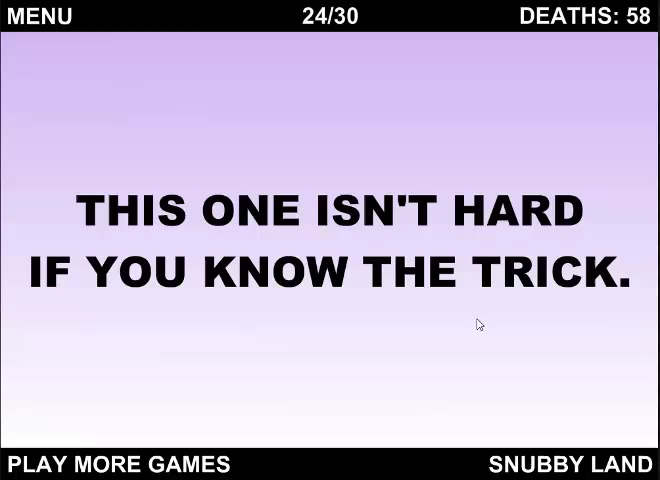 MENU
24/30
DEATHS: 58
THIS ONE ISN'T HARD
IF YOU KNOW THE TRICK.
PLAY MORE GAMES
SNUBBY LAND